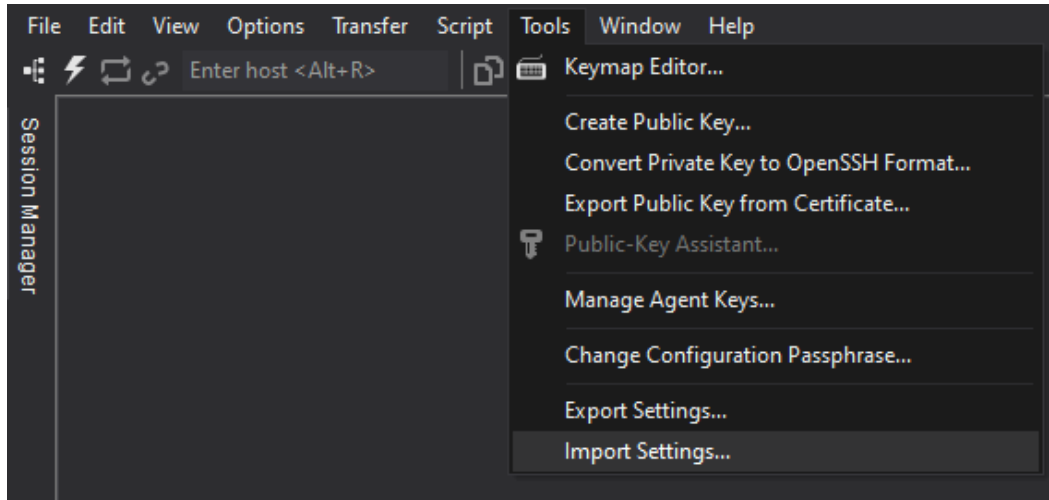 File Edit View Options Transfer Script Tools Window Help
Enter host <Alt+R>
Session Manager
Keymap Editor...
Create Public Key...
Convert Private Key to OpenSSH Format...
Export Public Key from Certificate...
Public-Key Assistant...
Manage Agent Keys...
Change Configuration Passphrase...
Export Settings...
Import Settings...